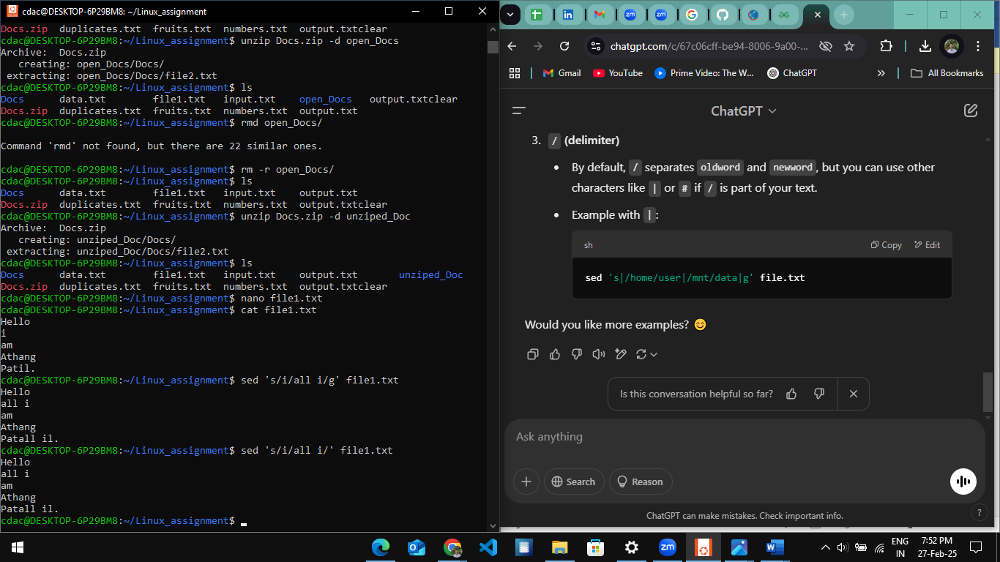 cdac@DESKTOP-6P29BM8: ~/Linux_assignment
Docs.zip  duplicates.txt  fruits.txt  numbers.txt  output.txtclear
cdac@DESKTOP-6P29BM8:~/Linux_assignment$ unzip Docs.zip -d open_Docs
Archive:  Docs.zip
   creating: open_Docs/Docs/
 extracting: open_Docs/Docs/file2.txt
cdac@DESKTOP-6P29BM8:~/Linux_assignment$ ls
Docs      data.txt        file1.txt   input.txt    open_Docs   output.txtclear
Docs.zip  duplicates.txt  fruits.txt  numbers.txt  output.txt
cdac@DESKTOP-6P29BM8:~/Linux_assignment$ rmd open_Docs/
Command 'rmd' not found, but there are 22 similar ones.
cdac@DESKTOP-6P29BM8:~/Linux_assignment$ rm -r open_Docs/
cdac@DESKTOP-6P29BM8:~/Linux_assignment$ ls
Docs      data.txt        file1.txt   input.txt    output.txt
Docs.zip  duplicates.txt  fruits.txt  numbers.txt  output.txtclear
cdac@DESKTOP-6P29BM8:~/Linux_assignment$ unzip Docs.zip -d unziped_Doc
Archive:  Docs.zip
   creating: unziped_Doc/Docs/
 extracting: unziped_Doc/Docs/file2.txt
cdac@DESKTOP-6P29BM8:~/Linux_assignment$ ls
Docs      data.txt        file1.txt   input.txt    output.txt       unziped_Doc
Docs.zip  duplicates.txt  fruits.txt  numbers.txt  output.txtclear
cdac@DESKTOP-6P29BM8:~/Linux_assignment$ nano file1.txt
cdac@DESKTOP-6P29BM8:~/Linux_assignment$ cat file1.txt
Hello
i
am
Athang
Patil.
cdac@DESKTOP-6P29BM8:~/Linux_assignment$ sed 's/i/all i/g' file1.txt
Hello
all i
am
Athang
Patall il.
cdac@DESKTOP-6P29BM8:~/Linux_assignment$ sed 's/i/all i/' file1.txt
Hello
all i
am
Athang
Patall il.
cdac@DESKTOP-6P29BM8:~/Linux_assignment$
chatgpt.com/c/67c06cff-be94-8006-9a00-...
Gmail YouTube Prime Video: The W... ChatGPT » All Bookmarks
ChatGPT
3. / (delimiter)
• By default, / separates oldword and newword, but you can use other
characters like | or # if / is part of your text.
• Example with |:
sh Copy Edit
sed 's|/home/user|/mnt/data|g' file.txt
Would you like more examples? 😊
Is this conversation helpful so far?
Ask anything
Search Reason
ChatGPT can make mistakes. Check important info.
?
ENG 7:52 PM
IN 27-Feb-25